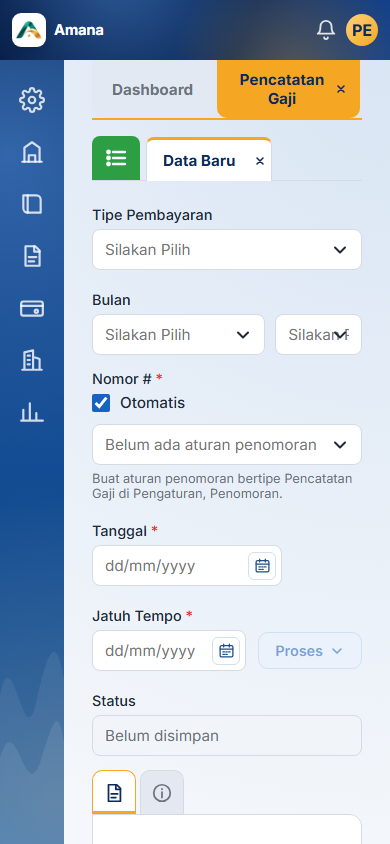 Amana
PE
Dashboard
Pencatatan
Gaji
Data Baru
Tipe Pembayaran
Silakan Pilih
Bulan
Silakan Pilih
Silakan
Nomor # *
Otomatis
Belum ada aturan penomoran
Buat aturan penomoran bertipe Pencatatan
Gaji di Pengaturan, Penomoran.
Tanggal *
dd/mm/yyyy
Jatuh Tempo *
dd/mm/yyyy
Proses
Status
Belum disimpan